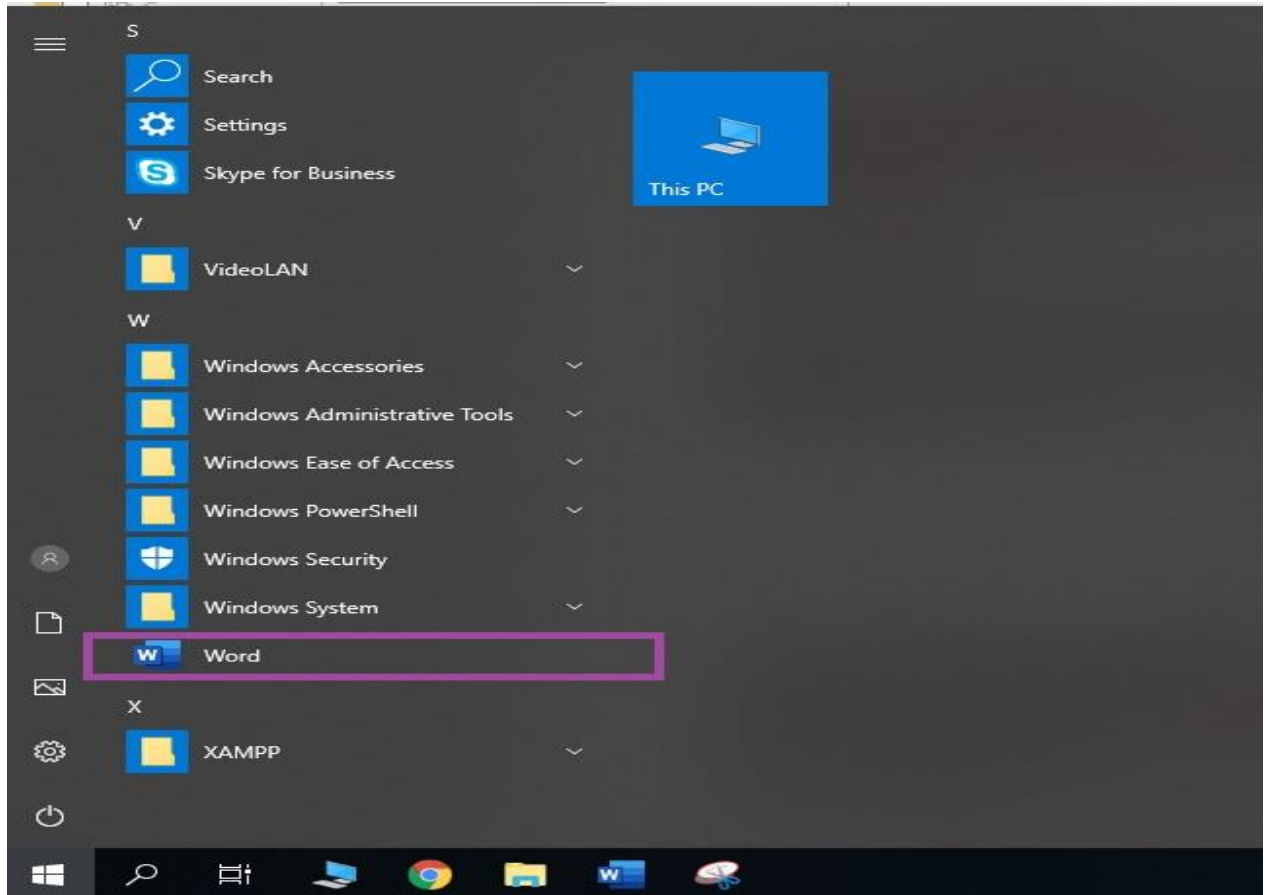 S
Search
Settings
Skype for Business
This PC
V
VideoLAN
W
Windows Accessories
Windows Administrative Tools
Windows Ease of Access
Windows PowerShell
Windows Security
Windows System
Word
X
XAMPP